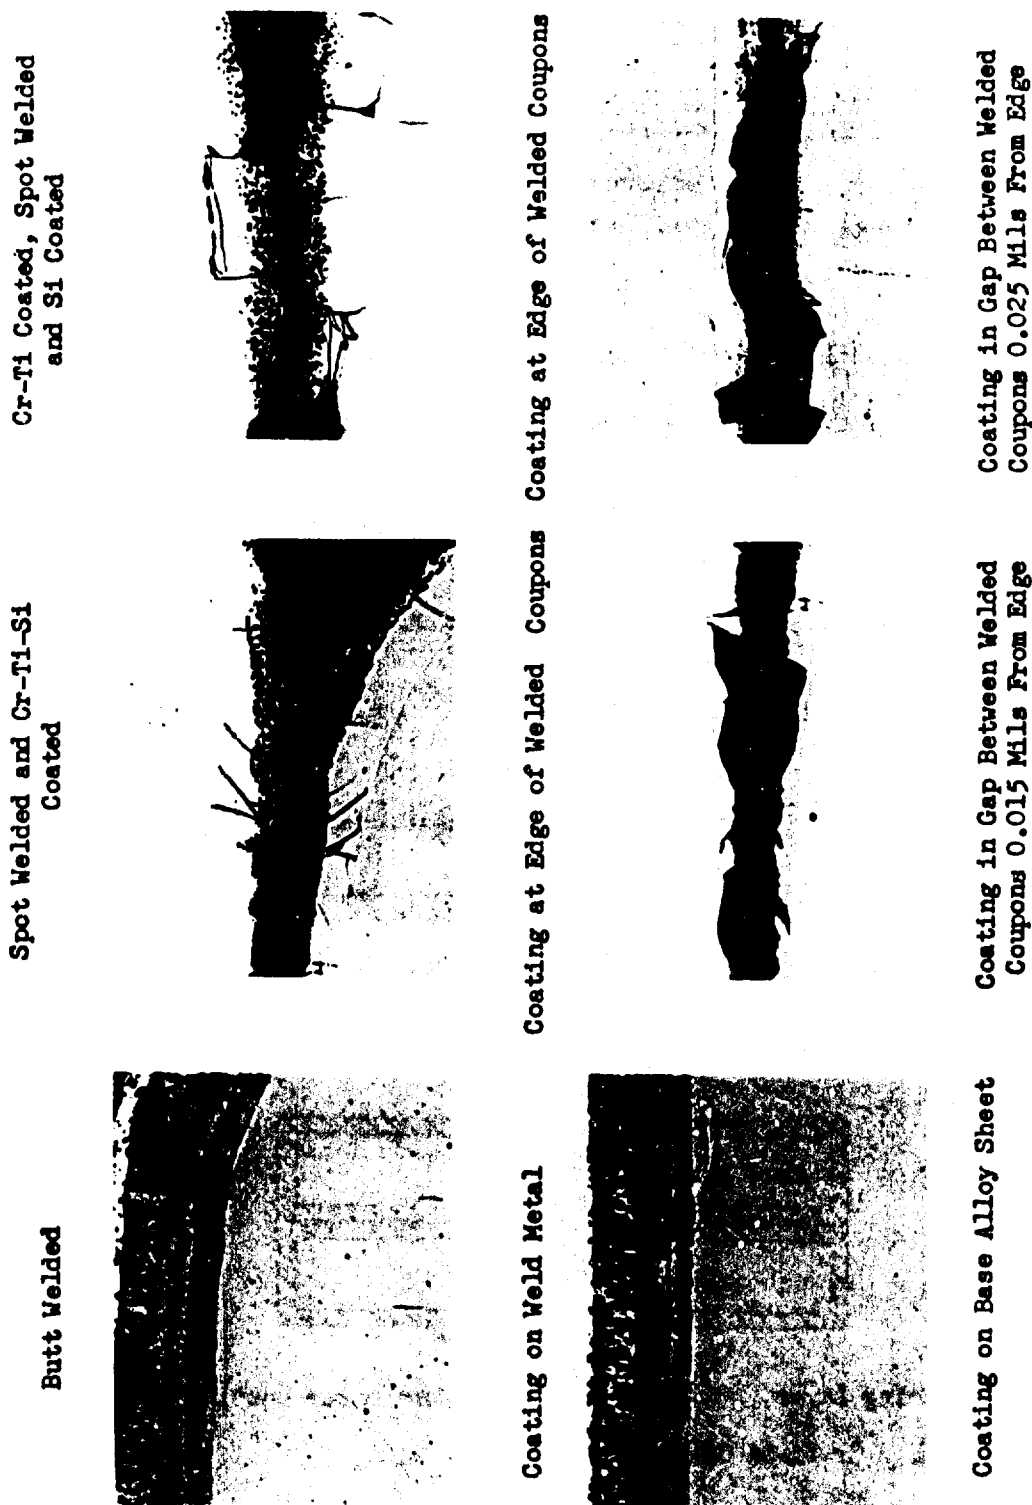 Butt Welded
Spot Welded and Cr-Ti-Si
Coated
Cr-Ti Coated, Spot Welded
and Si Coated
Coating on Weld Metal
Coating at Edge of Welded Coupons
Coating at Edge of Welded Coupons
Coating on Base Alloy Sheet
Coating in Gap Between Welded
Coupons 0.015 Mils From Edge
Coating in Gap Between Welded
Coupons 0.025 Mils From Edge